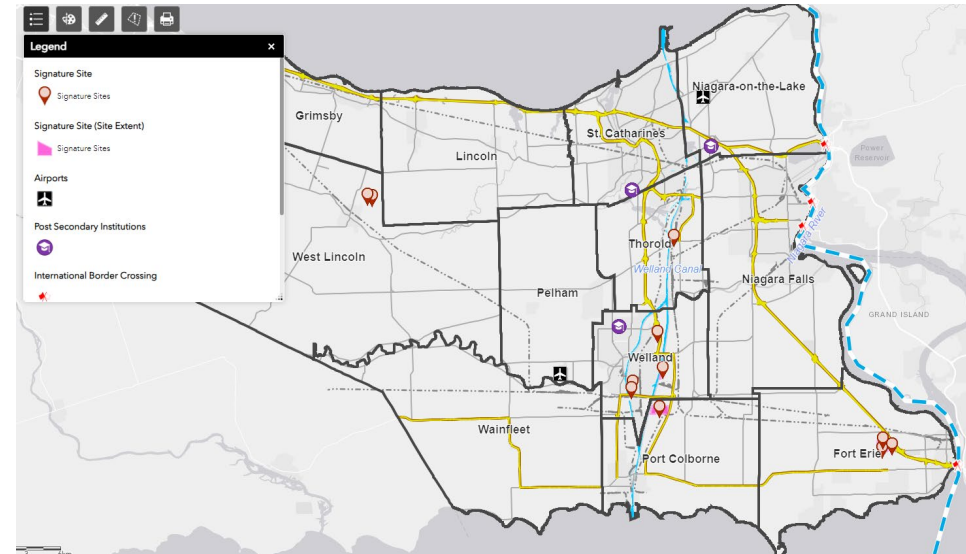 Legend
×
Signature Site
Signature Sites
Signature Site (Site Extent)
Signature Sites
Airports
Post Secondary Institutions
International Border Crossing
Niagara-on-the-Lake
Grimsby
St. Catharines
Lincoln
Power
Reservoir
Niagara River
Thorold
West Lincoln
Welland Canal
Niagara Falls
Pelham
GRAND ISLAND
Welland
Wainfleet
Port Colborne
Fort Erie